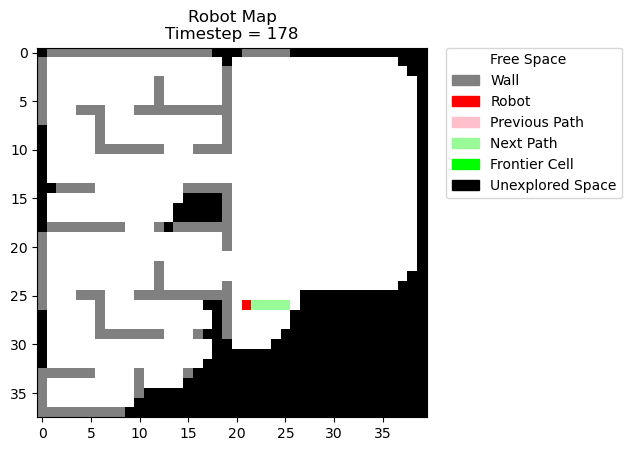 Robot Map
Timestep = 178
0
5
10
15
20
25
30
35
0
5
10
15
20
25
30
35
Free Space
Wall
Robot
Previous Path
Next Path
Frontier Cell
Unexplored Space